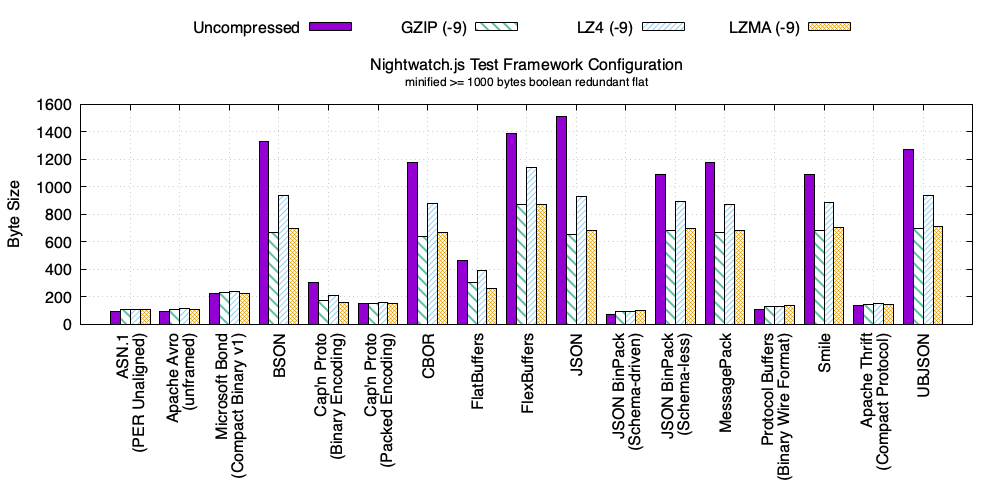 Uncompressed
GZIP (-9)
LZ4 (-9)
LZMA (-9)
Nightwatch.js Test Framework Configuration
minified >= 1000 bytes boolean redundant flat
Byte Size
1600
1400
1200
1000
800
600
400
200
0
ASN.1
(PER Unaligned)
Apache Avro
(unframed)
Microsoft Bond
(Compact Binary v1)
BSON
Cap'n Proto
(Binary Encoding)
Cap'n Proto
(Packed Encoding)
CBOR
FlatBuffers
FlexBuffers
JSON
JSON BinPack
(Schema-driven)
JSON BinPack
(Schema-less)
MessagePack
Protocol Buffers
(Binary Wire Format)
Smile
Apache Thrift
(Compact Protocol)
UBJSON